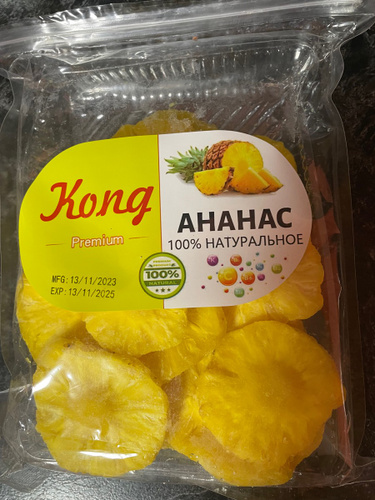 Kong
Premium
MFG: 13/11/2023
EXP: 13/11/2025
АНАНАС
100% НАТУРАЛЬНОЕ
100%
NATURAL